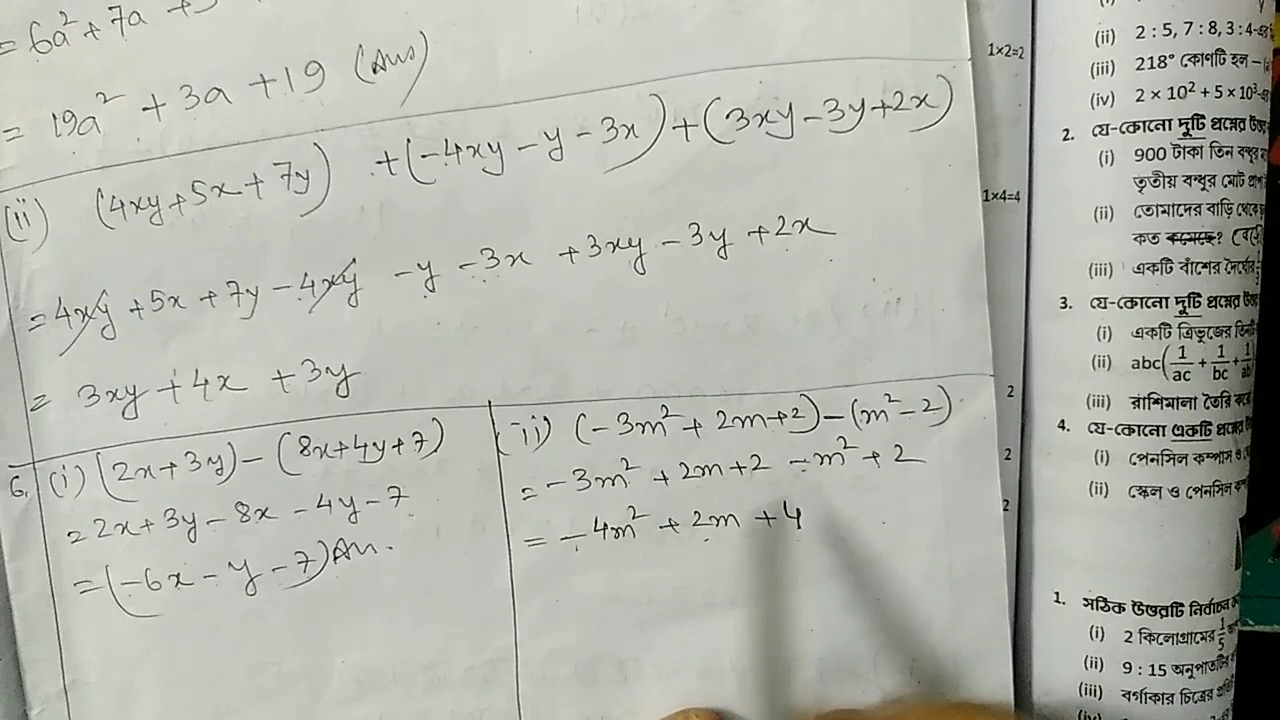 = 6a² + 7a +
= 19a² + 3a + 19 (Ans)
(ii) (4xy+5x+7y) +(-4xy-y-3x)+(3xy-3y+2x)
= 4xy +5x + 7y - 4xy - y - 3x + 3xy - 3y + 2x
= 3xy + 4x + 3y
6. (i) (2x+3y) - (8x+4y+7)
= 2x+3y - 8x - 4y - 7
= (-6x - y - 7) Ans.
(ii) (-3m² + 2m+2) - (m² - 2)
= -3m² + 2m + 2 - m² + 2
= -4m² + 2m + 4
1×2=2
1×4=4
2
2
2
(ii) 2 : 5, 7 : 8, 3 : 4
(iii) 218° কোণটি হল –
(iv) 2 × 10² + 5 × 10³
2. যে-কোনো দুটি প্রশ্নের
(i) 900 টাকা তিন বন্ধুর
তৃতীয় বন্ধুর মোট
(ii) তোমাদের বাড়ি থেকে
কত
(iii) একটি বাঁশের দৈর্ঘ্যের
3. যে-কোনো দুটি প্রশ্নের
(i) একটি ত্রিভুজের
(ii) abc(1/ac + 1/bc + 1/ab
(iii) রাশিমালা তৈরি
4. যে-কোনো একটি প্রশ্নের
(i) পেনসিল কম্পাস ও
(ii) স্কেল ও পেনসিল
1. সঠিক উত্তরটি নির্বাচন
(i) 2 কিলোগ্রামের 1/5
(ii) 9 : 15 অনুপাতটির
(iii) বর্গাকার চিত্রের
(iv)